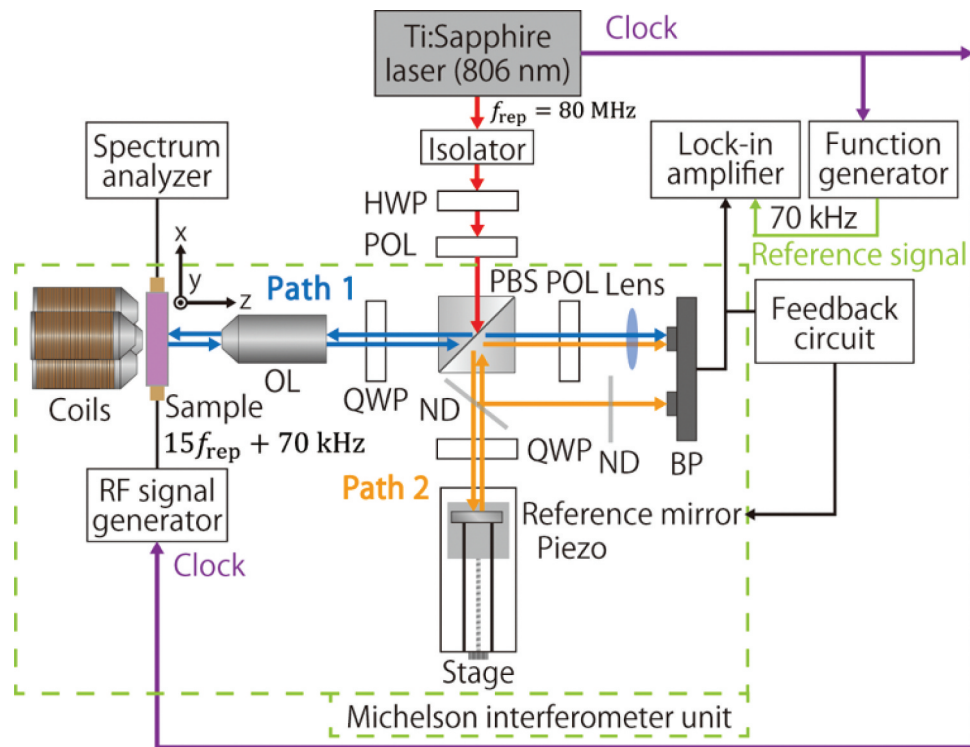 Ti:Sapphire
laser (806 nm)
Clock
f_rep = 80 MHz
Spectrum
analyzer
Isolator
Lock-in
amplifier
Function
generator
HWP
70 kHz
POL
Reference signal
x
y
z
Path 1
PBS
POL
Lens
Feedback
circuit
OL
QWP
ND
Coils
Sample
15f_rep + 70 kHz
QWP
ND
BP
RF signal
generator
Path 2
Reference mirror
Piezo
Clock
Stage
Michelson interferometer unit